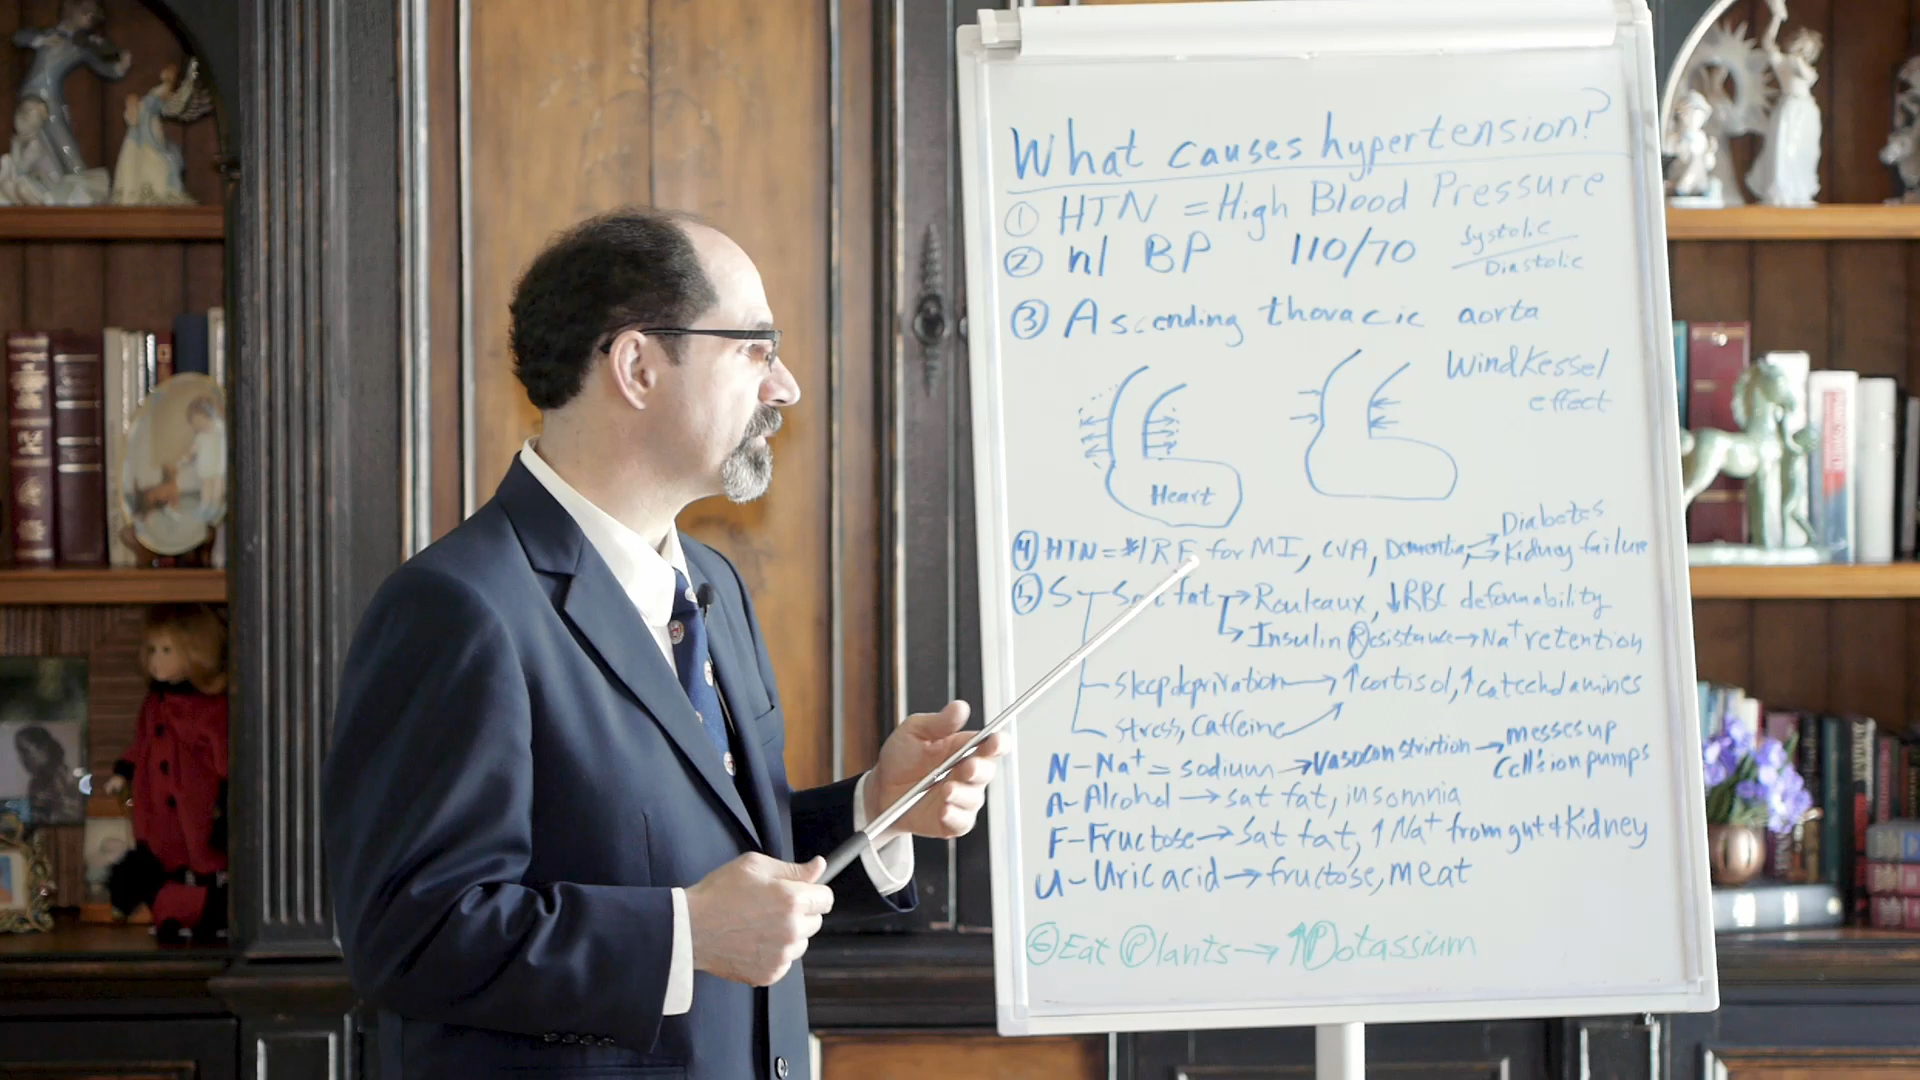 What causes hypertension?
① HTN = High Blood Pressure
② nl BP 110/70 Systolic
Diastolic
③ Ascending thoracic aorta
Windkessel
effect
Heart
④ HTN = #1 RF for MI, CVA, Dementia, → Diabetes
→ Kidney failure
⑤ S Sat fat → Rouleaux, ↓RBC deformability
→ Insulin Resistance → Na+ retention
Sleep deprivation → ↑cortisol, ↑catecholamines
Stress, Caffeine
N - Na+ = sodium → Vasoconstriction → messes up
Cell's ion pumps
A - Alcohol → sat fat, insomnia
F - Fructose → Sat fat, ↑Na+ from gut + Kidney
U - Uric acid → fructose, meat
⑥ Eat Plants → ↑Potassium